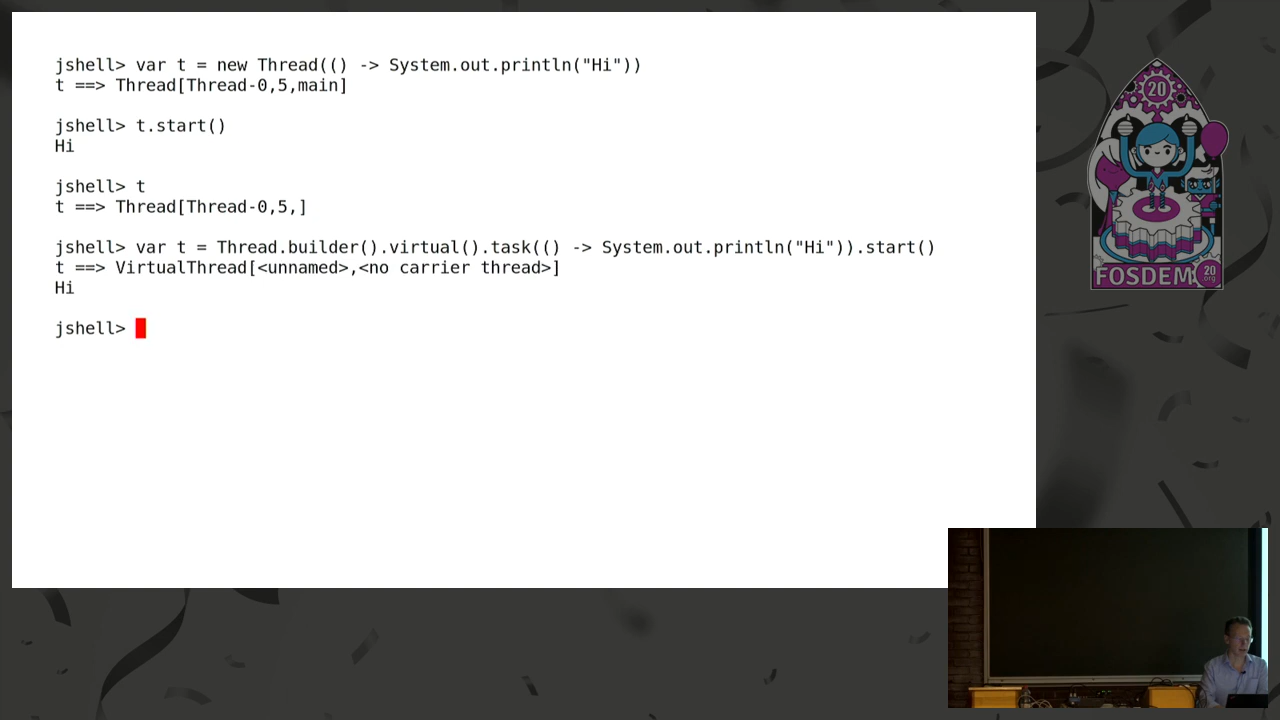 jshell> var t = new Thread(() -> System.out.println("Hi"))
t ==> Thread[Thread-0,5,main]
jshell> t.start()
Hi
jshell> t
t ==> Thread[Thread-0,5,]
jshell> var t = Thread.builder().virtual().task(() -> System.out.println("Hi")).start()
t ==> VirtualThread[<unnamed>,<no carrier thread>]
Hi
jshell>
20
FOSDEM
20
.org